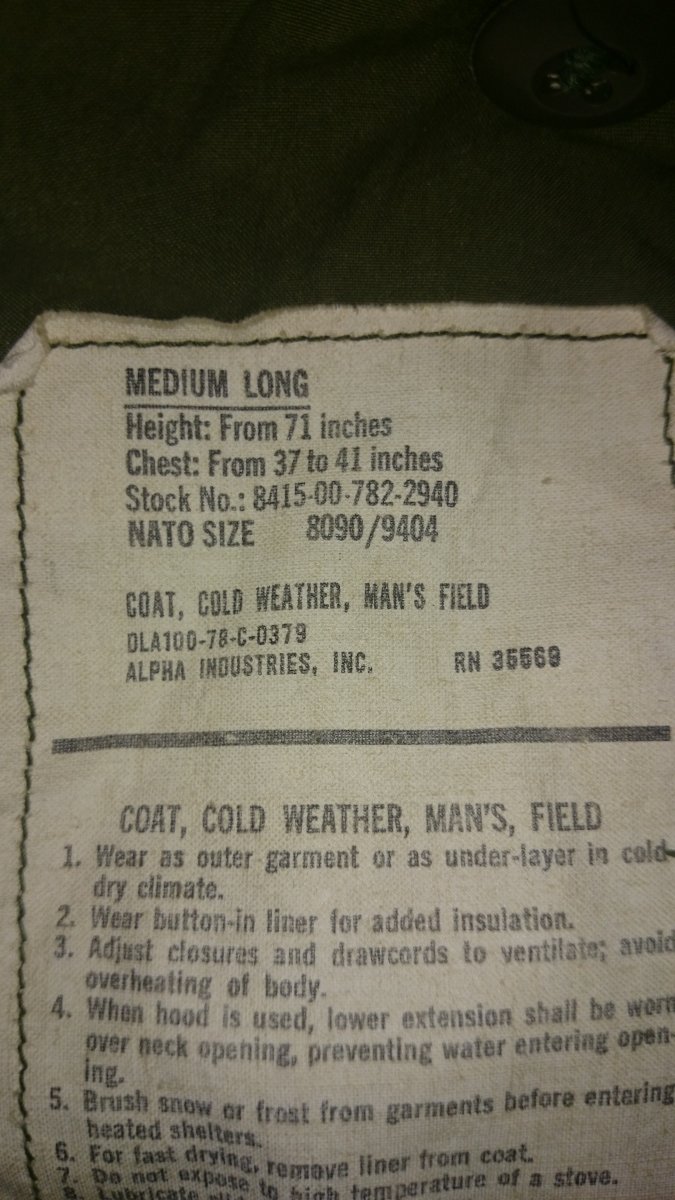 MEDIUM LONG
Height: From 71 inches
Chest: From 37 to 41 inches
Stock No.: 8415-00-782-2940
NATO SIZE 8090/9404
COAT, COLD WEATHER, MAN'S FIELD
DLA100-78-C-0379
ALPHA INDUSTRIES, INC. RN 35569
COAT, COLD WEATHER, MAN'S, FIELD
1. Wear as outer garment or as under-layer in cold-
dry climate.
2. Wear button-in liner for added insulation.
3. Adjust closures and drawcords to ventilate; avoid
overheating of body.
4. When hood is used, lower extension shall be worn
over neck opening, preventing water entering open-
ing.
5. Brush snow or frost from garments before entering
heated shelters.
6. For fast drying, remove liner from coat.
7. Do not expose to high temperature of a stove.
8. Lubricate